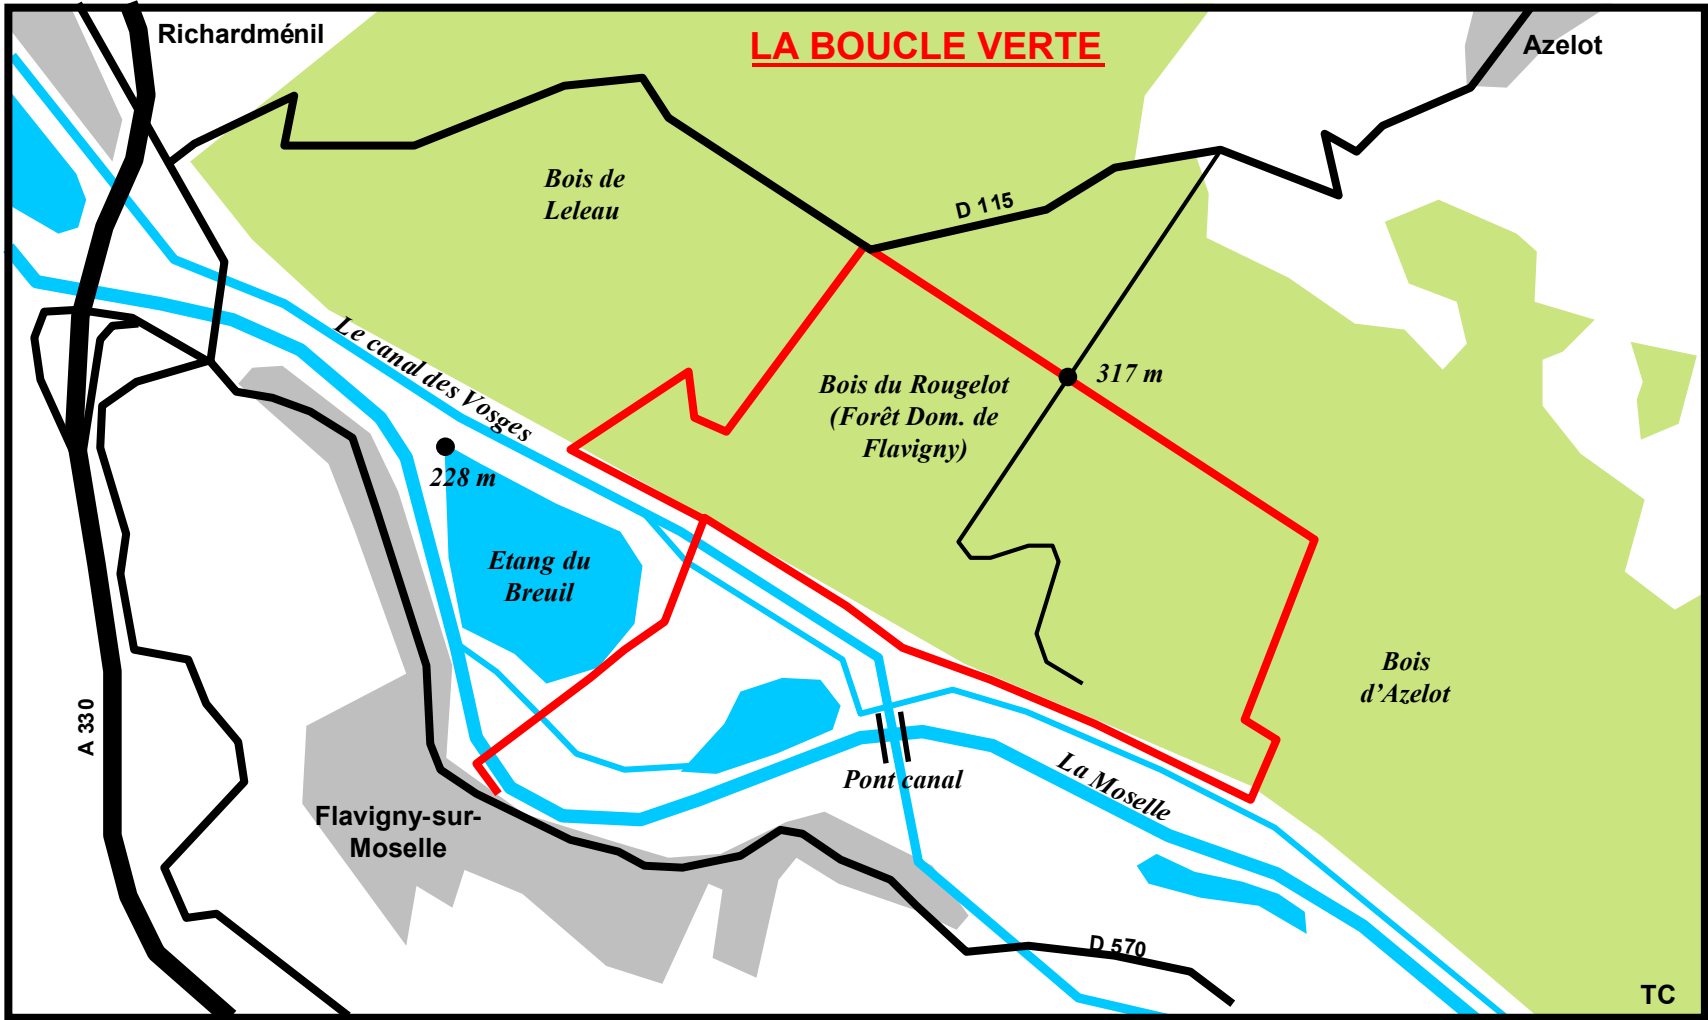 Richardménil
LA BOUCLE VERTE
Azelot
Bois de
Leleau
D 115
Le canal des Vosges
317 m
Bois du Rougelot
(Forêt Dom. de
Flavigny)
228 m
Etang du
Breuil
Bois
d’Azelot
A 330
La Moselle
Pont canal
Flavigny-sur-
Moselle
D 570
TC